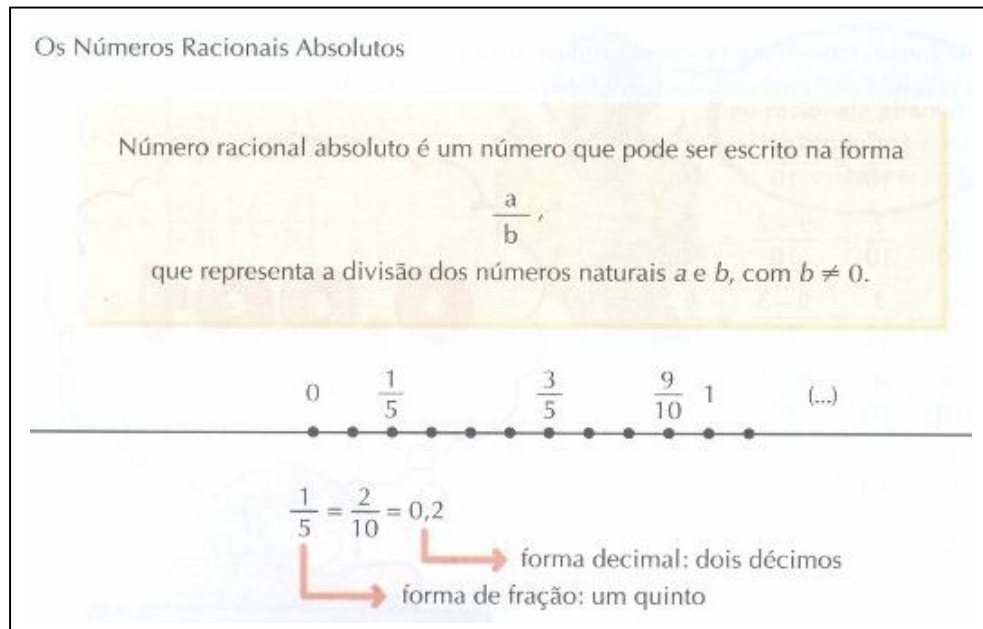 Os Números Racionais Absolutos
Número racional absoluto é um número que pode ser escrito na forma
a/b,
que representa a divisão dos números naturais a e b, com b ≠ 0.
0 1/5 3/5 9/10 1 (...)
1/5 = 2/10 = 0,2
forma decimal: dois décimos
forma de fração: um quinto